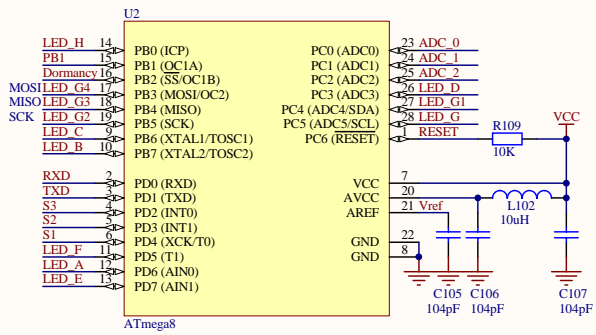 U2
LED_H 14 PB0 (ICP) PC0 (ADC0) 23 ADC_0
PB1 15 PB1 (OC1A) PC1 (ADC1) 24 ADC_1
Dormancy 16 PB2 (SS/OC1B) PC2 (ADC2) 25 ADC_2
MOSI LED_G4 17 PB3 (MOSI/OC2) PC3 (ADC3) 26 LED_D
MISO LED_G3 18 PB4 (MISO) PC4 (ADC4/SDA) 27 LED_G1
SCK LED_G2 19 PB5 (SCK) PC5 (ADC5/SCL) 28 LED_G
LED_C 9 PB6 (XTAL1/TOSC1) PC6 (RESET) 1 RESET R109 VCC
LED_B 10 PB7 (XTAL2/TOSC2) 10K
RXD 2 PD0 (RXD) VCC 7
TXD 3 PD1 (TXD) AVCC 20
S3 4 PD2 (INT0) AREF 21 Vref L102
S2 5 PD3 (INT1) 10uH
S1 6 PD4 (XCK/T0) GND 22
LED_F 11 PD5 (T1) GND 8
LED_A 12 PD6 (AIN0)
LED_E 13 PD7 (AIN1)
C105 C106 C107
104pF 104pF 104pF
ATmega8